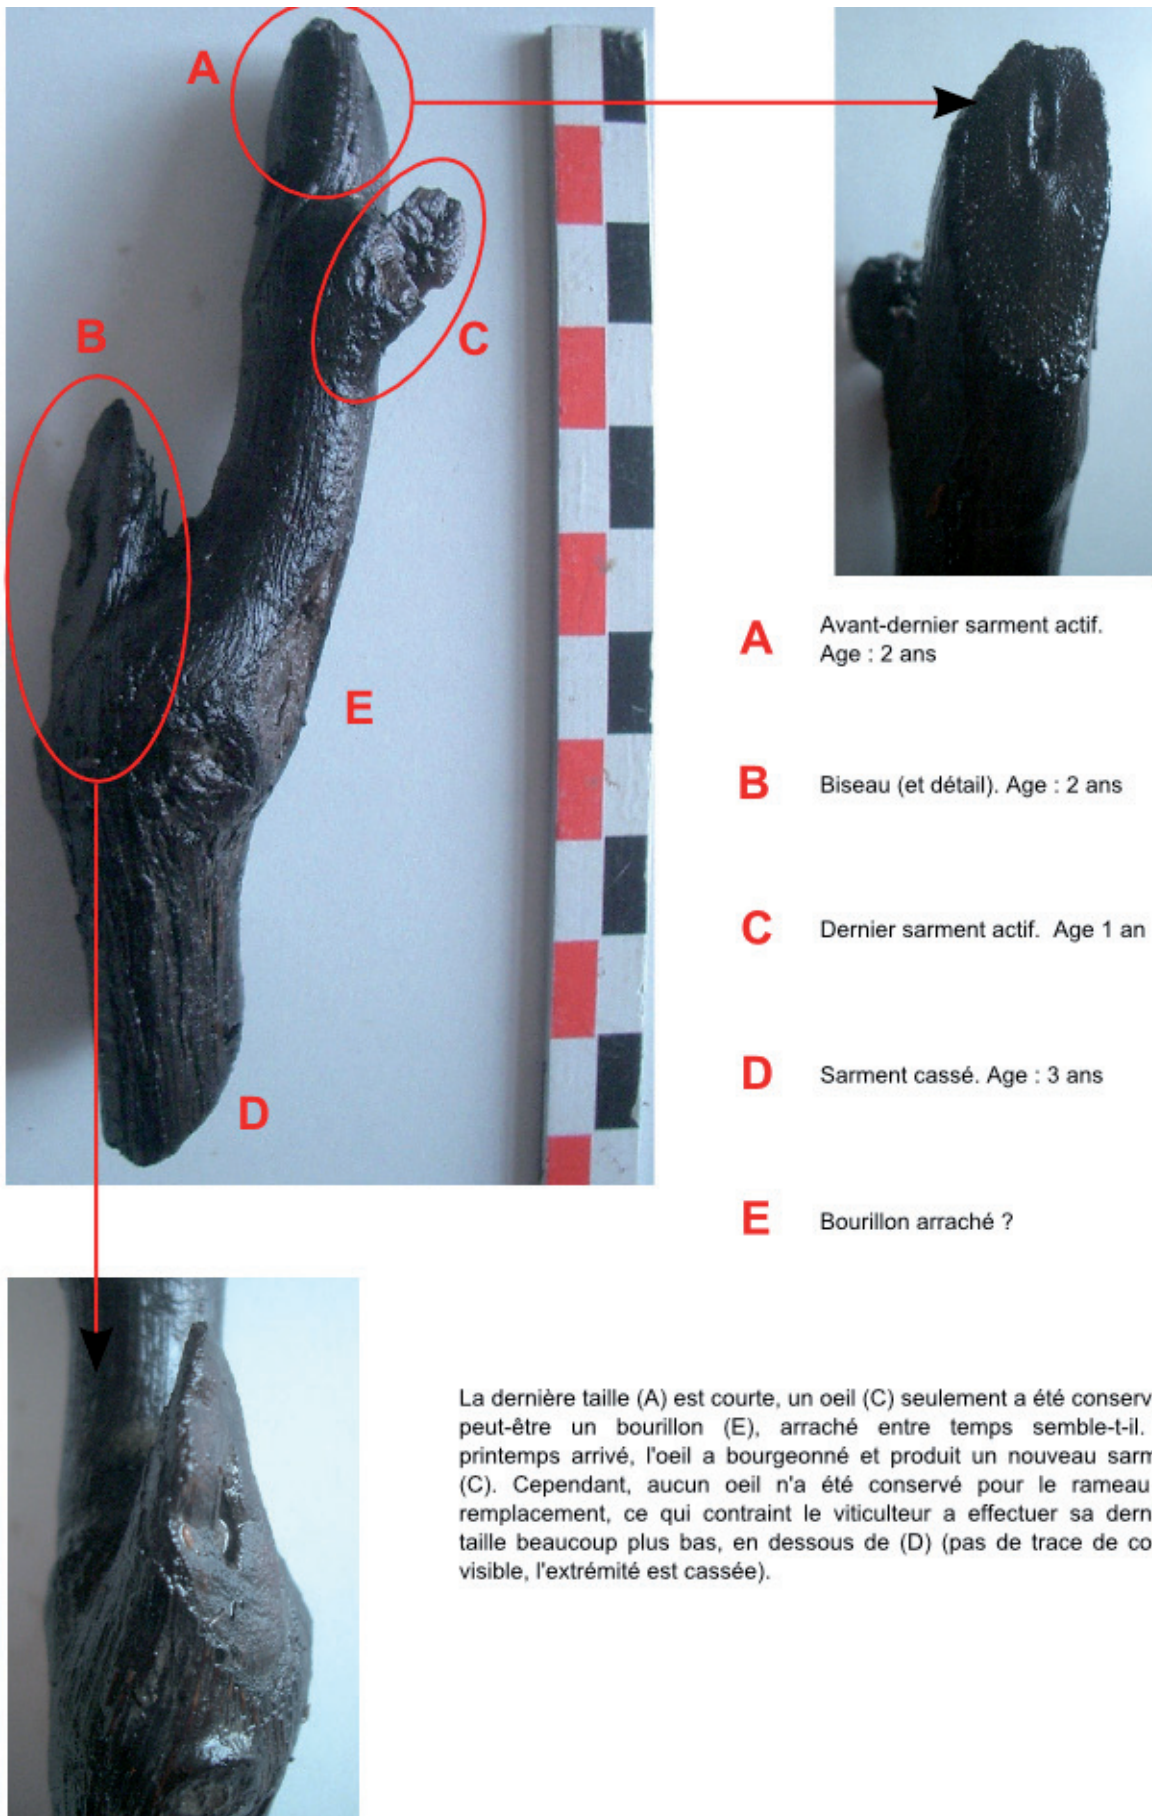 A
B
C
E
D
A Avant-dernier sarment actif.
Age : 2 ans
B Biseau (et détail). Age : 2 ans
C Dernier sarment actif. Age 1 an
D Sarment cassé. Age : 3 ans
E Bourillon arraché ?
La dernière taille (A) est courte, un oeil (C) seulement a été conserv
peut-être un bourillon (E), arraché entre temps semble-t-il.
printemps arrivé, l'oeil a bourgeonné et produit un nouveau sarm
(C). Cependant, aucun oeil n'a été conservé pour le rameau
remplacement, ce qui contraint le viticulteur a effectuer sa dern
taille beaucoup plus bas, en dessous de (D) (pas de trace de co
visible, l'extrémité est cassée).